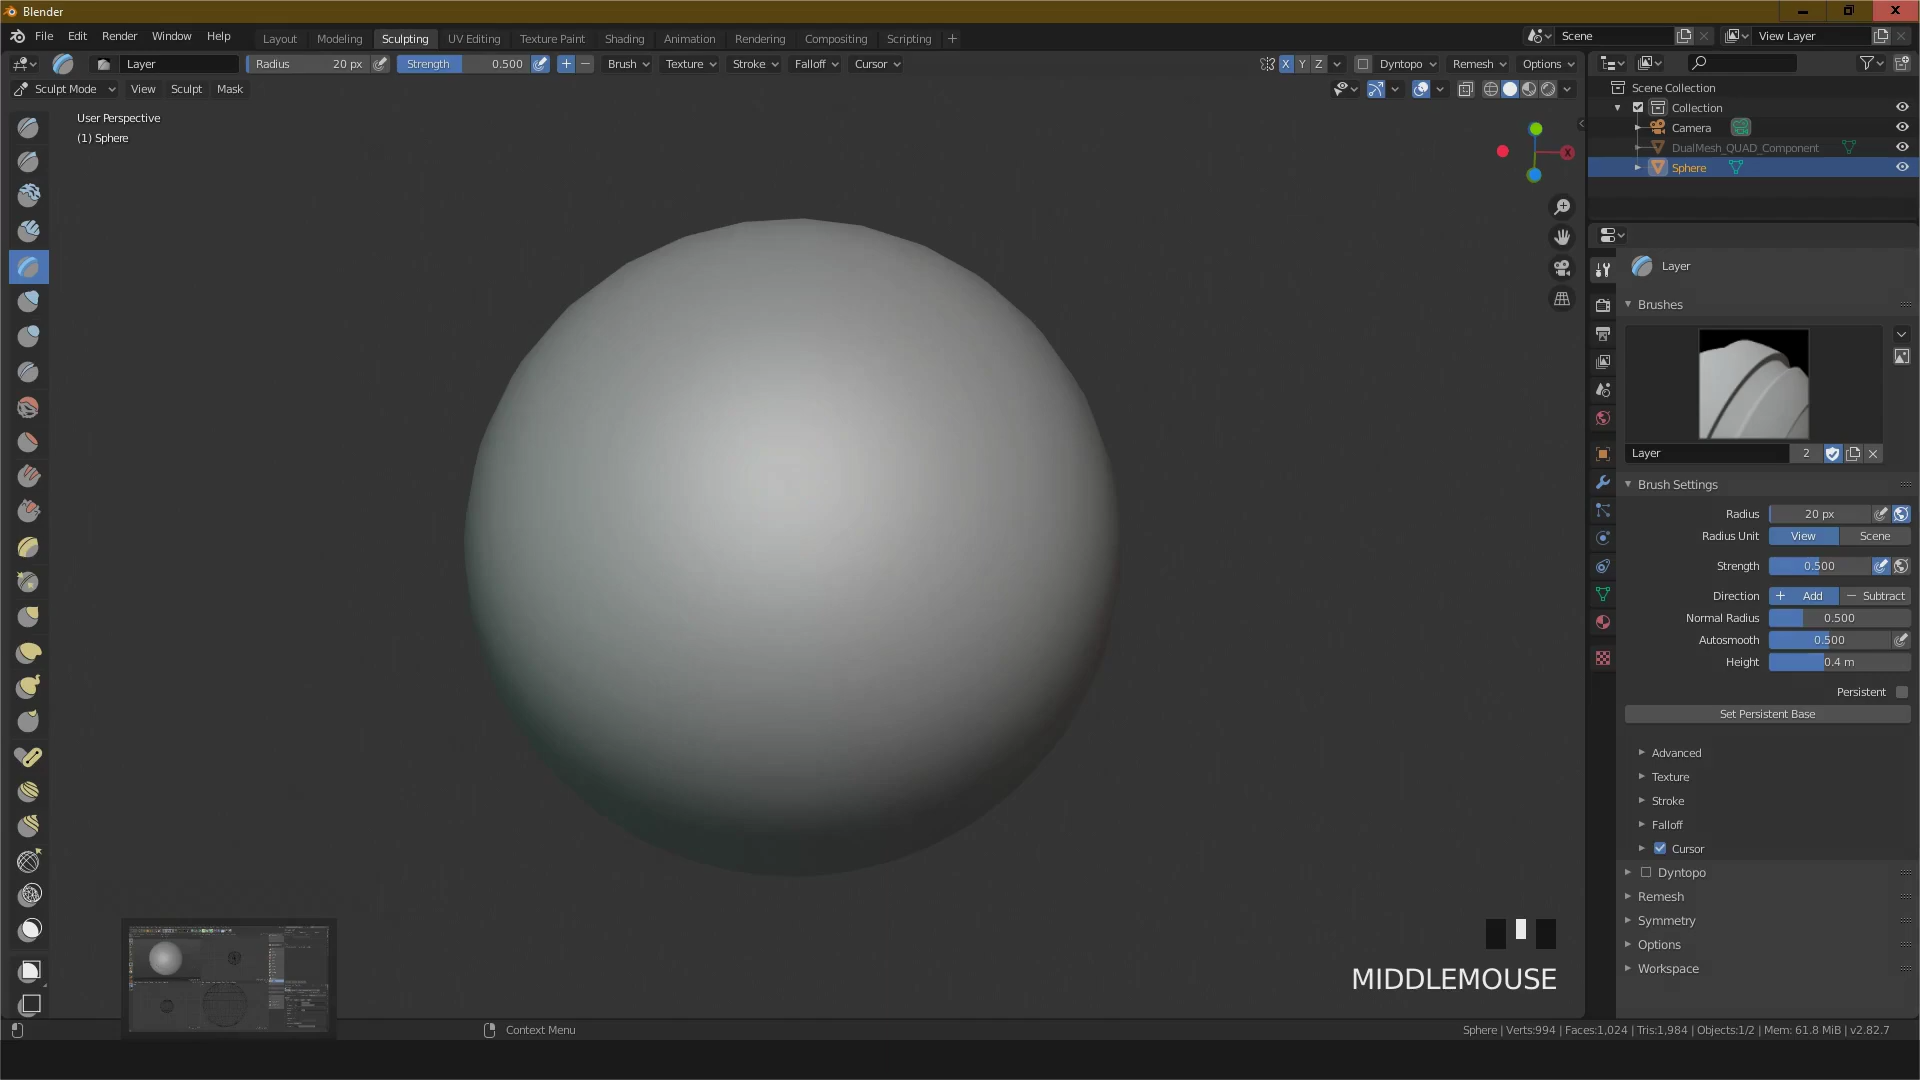 Blender
File Edit Render Window Help
Layout Modeling Sculpting UV Editing Texture Paint Shading Animation Rendering Compositing Scripting +
Scene
View Layer
Layer
Radius 20 px
Strength 0.500
Brush Texture Stroke Falloff Cursor
X Y Z
Dyntopo Remesh Options
Sculpt Mode View Sculpt Mask
User Perspective
(1) Sphere
X
Scene Collection
Collection
Camera
DualMesh_QUAD_Component
Sphere
Layer
Brushes
Layer 2
Brush Settings
Radius 20 px
Radius Unit View Scene
Strength 0.500
Direction + Add − Subtract
Normal Radius 0.500
Autosmooth 0.500
Height 0.4 m
Persistent
Set Persistent Base
Advanced
Texture
Stroke
Falloff
Cursor
Dyntopo
Remesh
Symmetry
Options
Workspace
MIDDLEMOUSE
Context Menu
Sphere | Verts:994 | Faces:1,024 | Tris:1,984 | Objects:1/2 | Mem: 61.8 MiB | v2.82.7